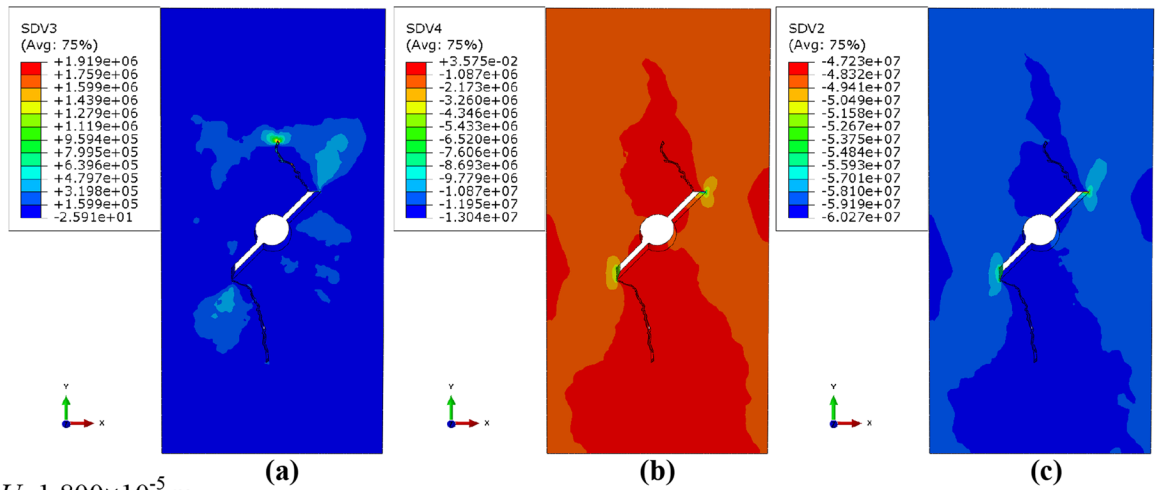 SDV3
(Avg: 75%)
+1.919e+06
+1.759e+06
+1.599e+06
+1.439e+06
+1.279e+06
+1.119e+06
+9.594e+05
+7.995e+05
+6.396e+05
+4.797e+05
+3.198e+05
+1.599e+05
-2.591e+01
Y
X
(a)
SDV4
(Avg: 75%)
+3.575e-02
-1.087e+06
-2.173e+06
-3.260e+06
-4.346e+06
-5.433e+06
-6.520e+06
-7.606e+06
-8.693e+06
-9.779e+06
-1.087e+07
-1.195e+07
-1.304e+07
Y
X
(b)
SDV2
(Avg: 75%)
-4.723e+07
-4.832e+07
-4.941e+07
-5.049e+07
-5.158e+07
-5.267e+07
-5.375e+07
-5.484e+07
-5.593e+07
-5.701e+07
-5.810e+07
-5.919e+07
-6.027e+07
Y
X
(c)